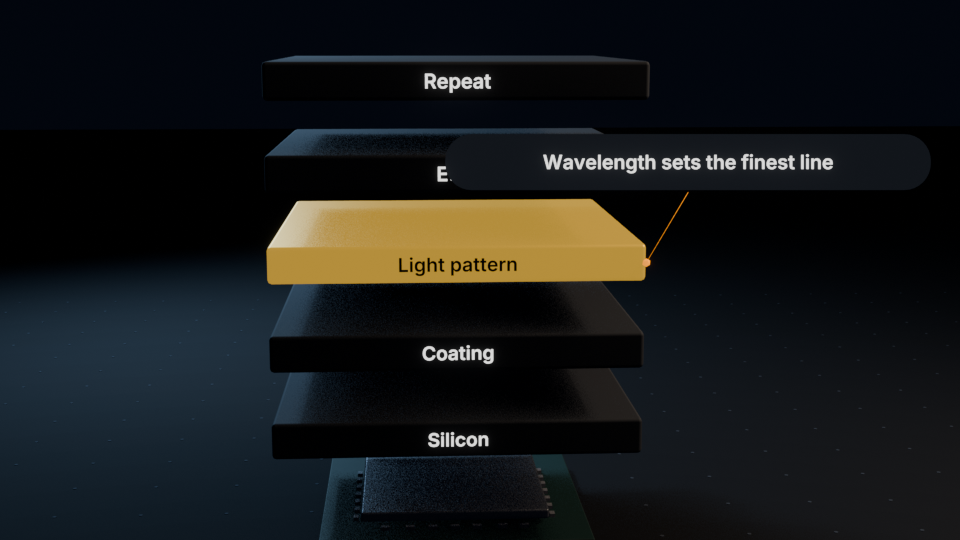 Repeat
Wavelength sets the finest line
Light pattern
Coating
Silicon